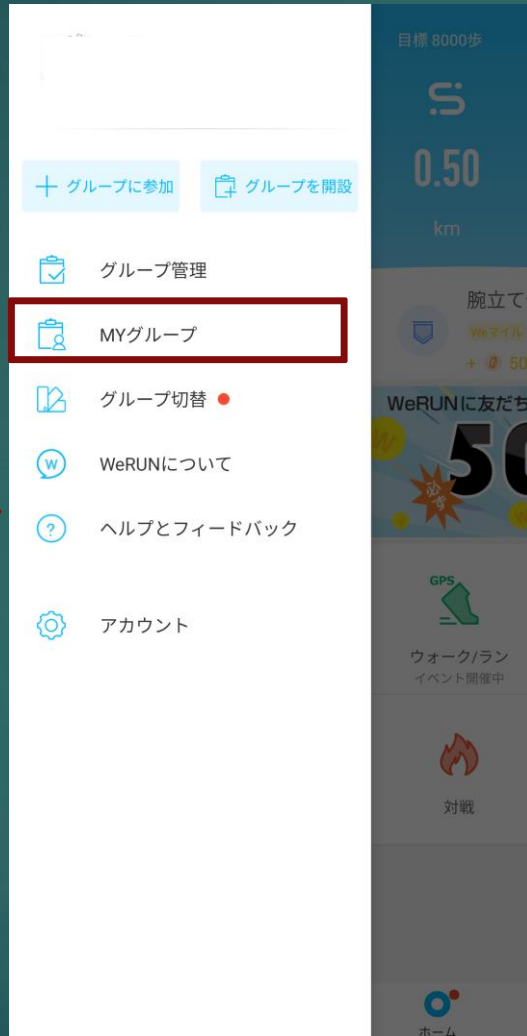 グループに参加
グループを開設
グループ管理
MYグループ
グループ切替
WeRUNについて
ヘルプとフィードバック
アカウント
目標 8000歩
0.50
km
腕立て
Weマイル
+ 50
WeRUNに友だち
必ず
50
GPS
ウォーク/ラン
イベント開催中
対戦
ホーム